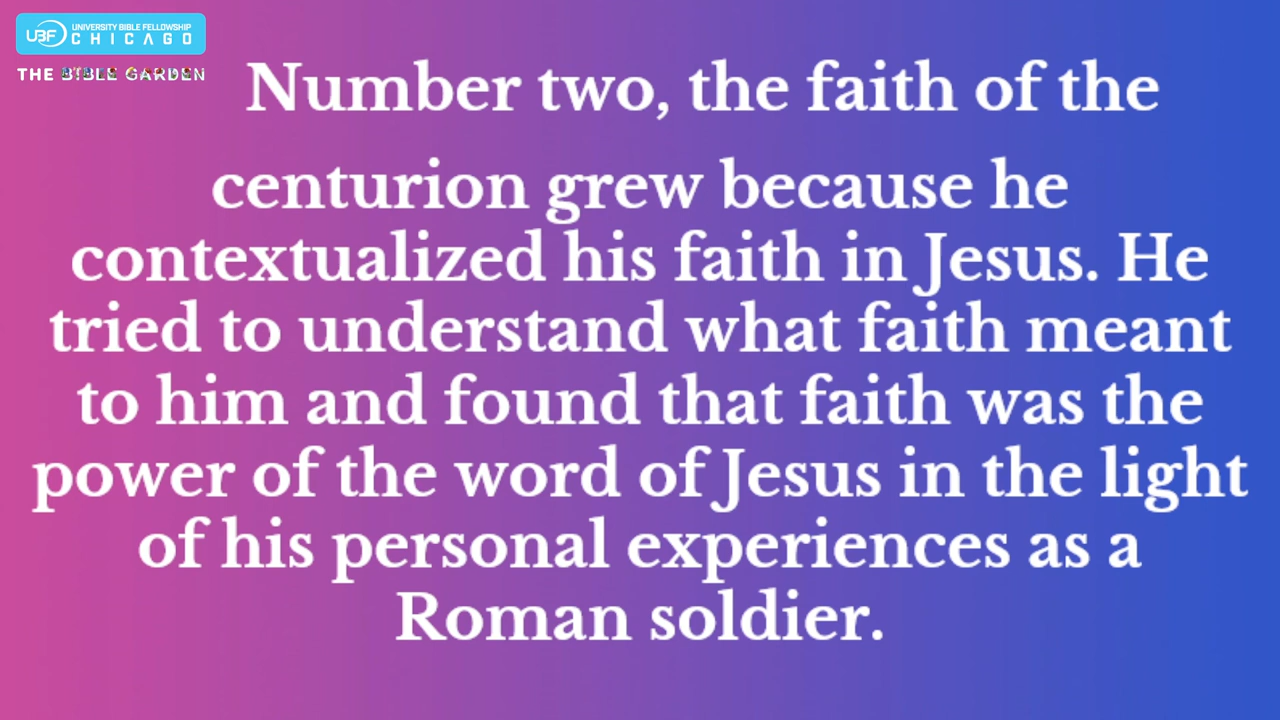 UBF UNIVERSITY BIBLE FELLOWSHIP
CHICAGO
THE BIBLE GARDEN
Number two, the faith of the
centurion grew because he
contextualized his faith in Jesus. He
tried to understand what faith meant
to him and found that faith was the
power of the word of Jesus in the light
of his personal experiences as a
Roman soldier.